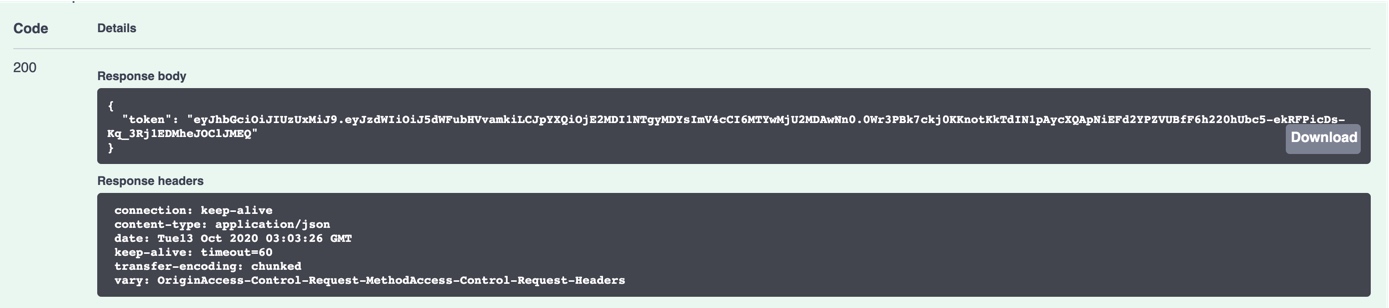 Code Details
200
Response body
{
"token": "eyJhbGciOiJIUzUxMiJ9.eyJzdWIiOiJ5dWFubHVvamkiLCJpYXQiOjE2MDI1NTgyMDYsImV4cCI6MTYwMjU2MDAwNn0.0Wr3PBk7ckj0KKnotKkTdIN1pAycXQApNiEFd2YPZVUBfF6h220hUbc5-ekRFPicDs-
Kq_3Rj1EDMheJOClJMEQ"
}
Download
Response headers
connection: keep-alive
content-type: application/json
date: Tue13 Oct 2020 03:03:26 GMT
keep-alive: timeout=60
transfer-encoding: chunked
vary: OriginAccess-Control-Request-MethodAccess-Control-Request-Headers